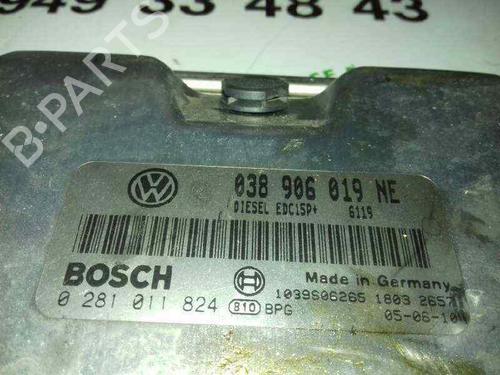 949 33 48 43
B-PARTS
038 906 019 NE
DIESEL EDC15P+ 6119
BOSCH
Made in Germany
0 281 011 824 B10 BPG
1039S06265 1803 2657
05-06-10